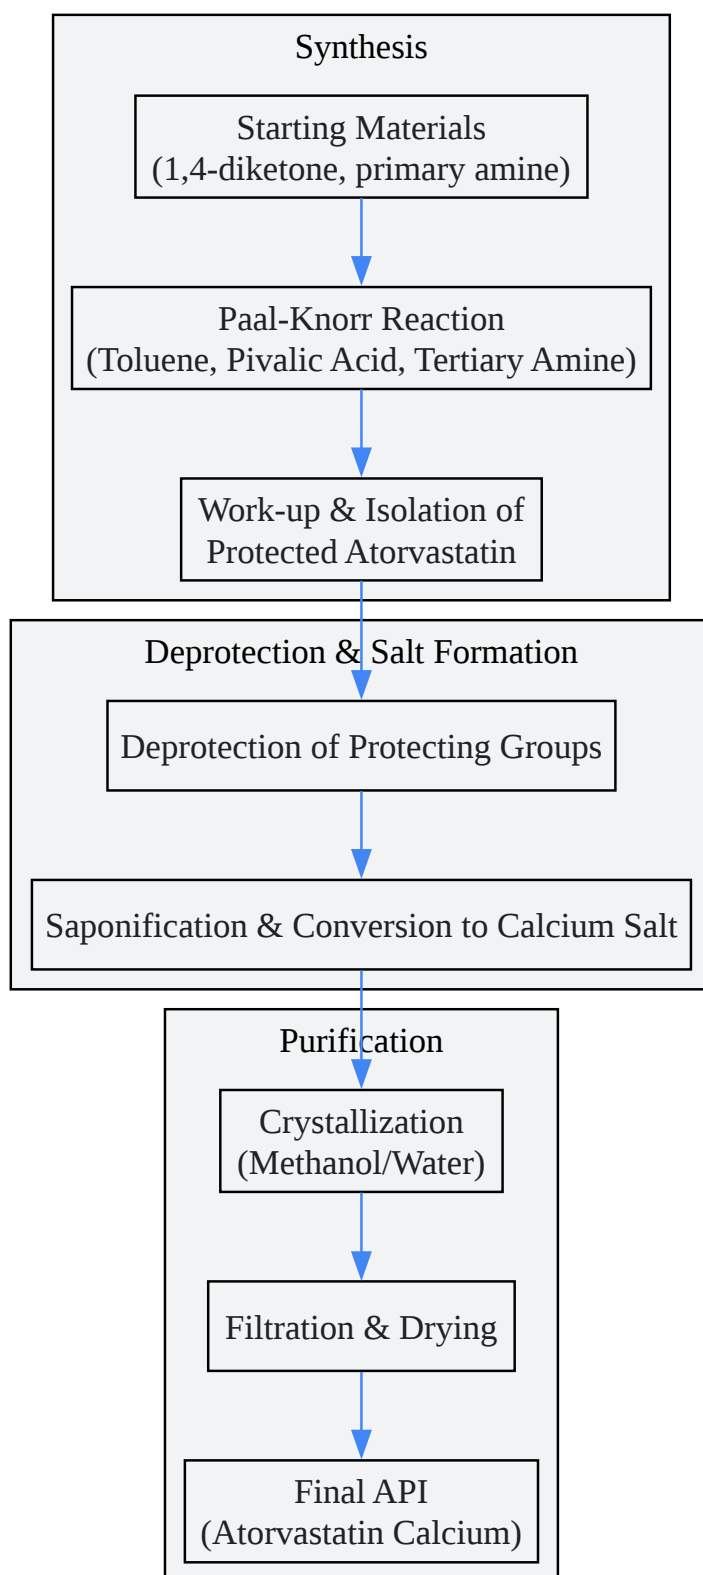 Synthesis
Starting Materials
(1,4-diketone, primary amine)
Paal-Knorr Reaction
(Toluene, Pivalic Acid, Tertiary Amine)
Work-up & Isolation of
Protected Atorvastatin
Deprotection & Salt Formation
Deprotection of Protecting Groups
Saponification & Conversion to Calcium Salt
Purification
Crystallization
(Methanol/Water)
Filtration & Drying
Final API
(Atorvastatin Calcium)